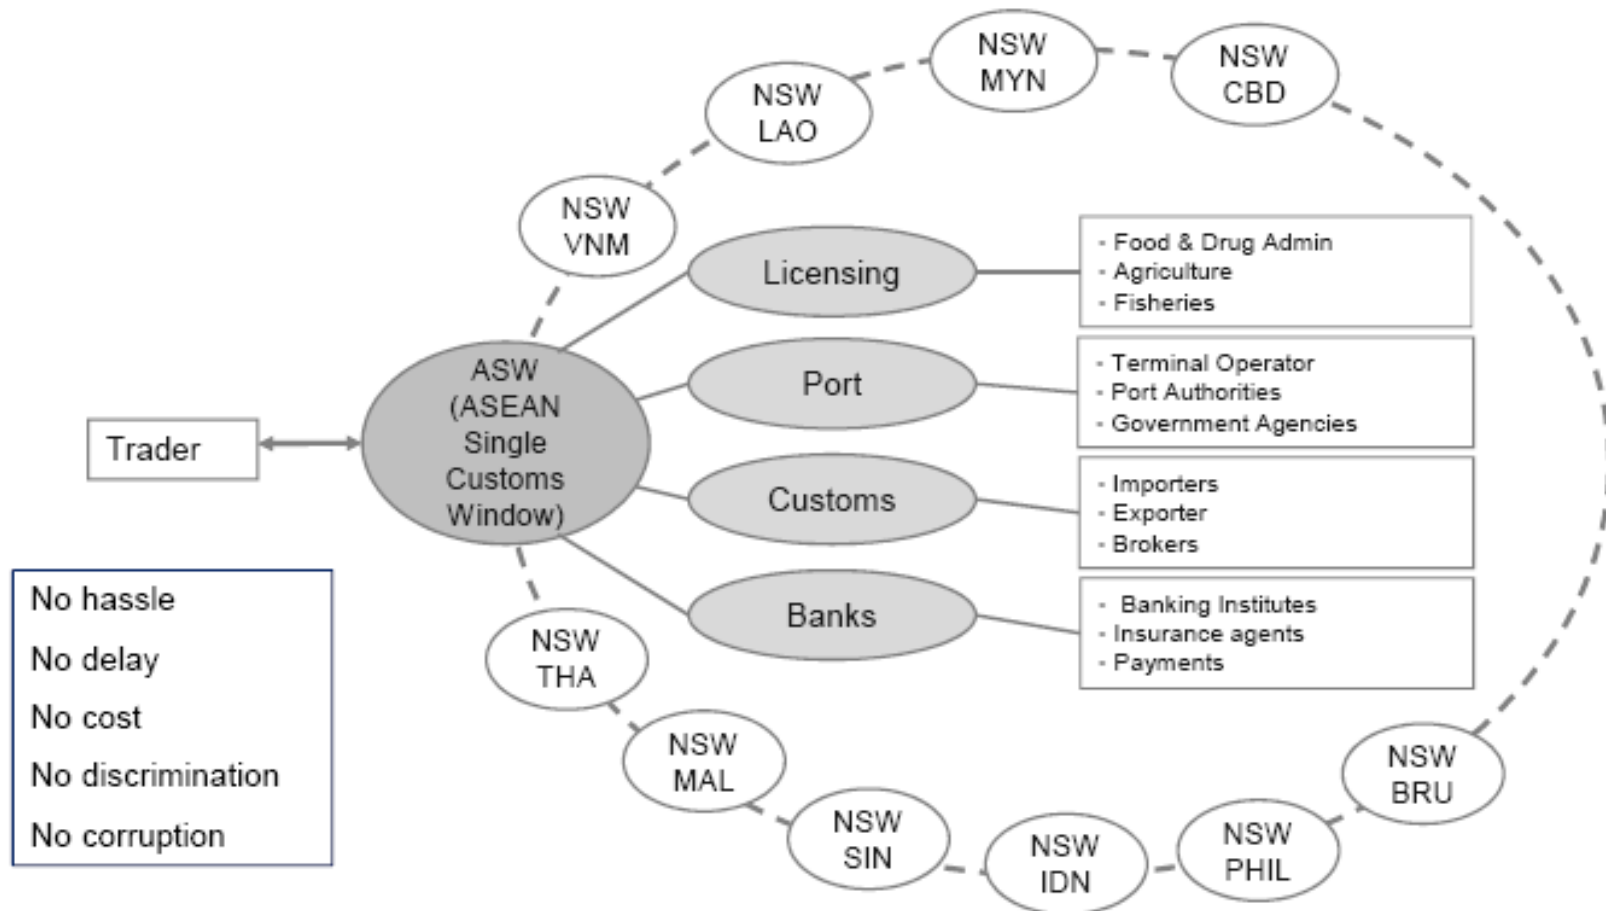 NSW
MYN
NSW
CBD
NSW
LAO
NSW
VNM
Licensing
- Food & Drug Admin
- Agriculture
- Fisheries
ASW
(ASEAN
Single
Customs
Window)
Port
- Terminal Operator
- Port Authorities
- Government Agencies
Trader
Customs
- Importers
- Exporter
- Brokers
Banks
- Banking Institutes
- Insurance agents
- Payments
No hassle
No delay
No cost
No discrimination
No corruption
NSW
THA
NSW
MAL
NSW
SIN
NSW
IDN
NSW
PHIL
NSW
BRU